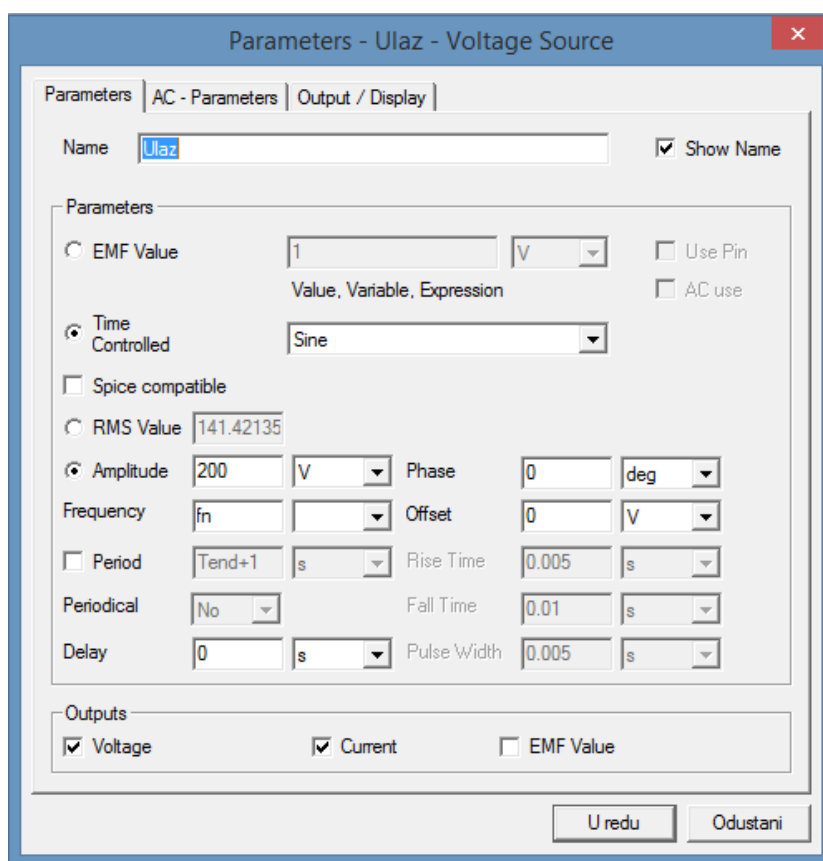 Parameters - Ulaz - Voltage Source
Parameters AC - Parameters Output / Display
Name Ulaz Show Name
Parameters
EMF Value 1 V Use Pin
Value, Variable, Expression AC use
Time
Controlled Sine
Spice compatible
RMS Value 141.42135
Amplitude 200 V Phase 0 deg
Frequency fn Offset 0 V
Period Tend+1 s Rise Time 0.005 s
Periodical No Fall Time 0.01 s
Delay 0 s Pulse Width 0.005 s
Outputs
Voltage Current EMF Value
U redu Odustani